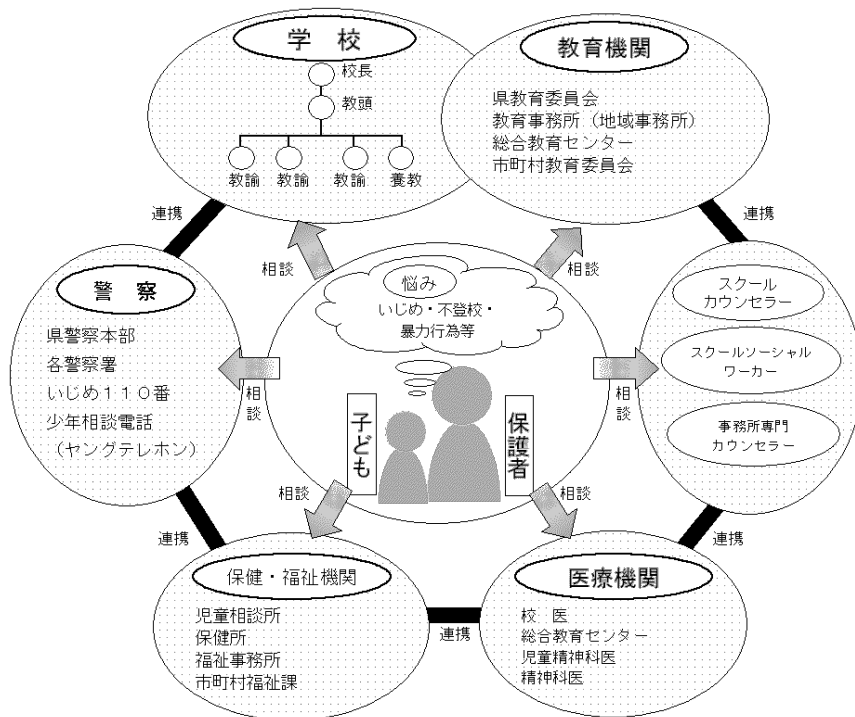 学　校
校長
教頭
教諭
教諭
教諭
養教
教育機関
県教育委員会
教育事務所（地域事務所）
総合教育センター
市町村教育委員会
連携
連携
相談
相談
警　察
県警察本部
各警察署
いじめ１１０番
少年相談電話
（ヤングテレホン）
相談
悩み
いじめ・不登校・
暴力行為等
子ども
保護者
相談
スクール
カウンセラー
スクールソーシャル
ワーカー
事務所専門
カウンセラー
相談
相談
連携
連携
保健・福祉機関
児童相談所
保健所
福祉事務所
市町村福祉課
連携
医療機関
校　医
総合教育センター
児童精神科医
精神科医